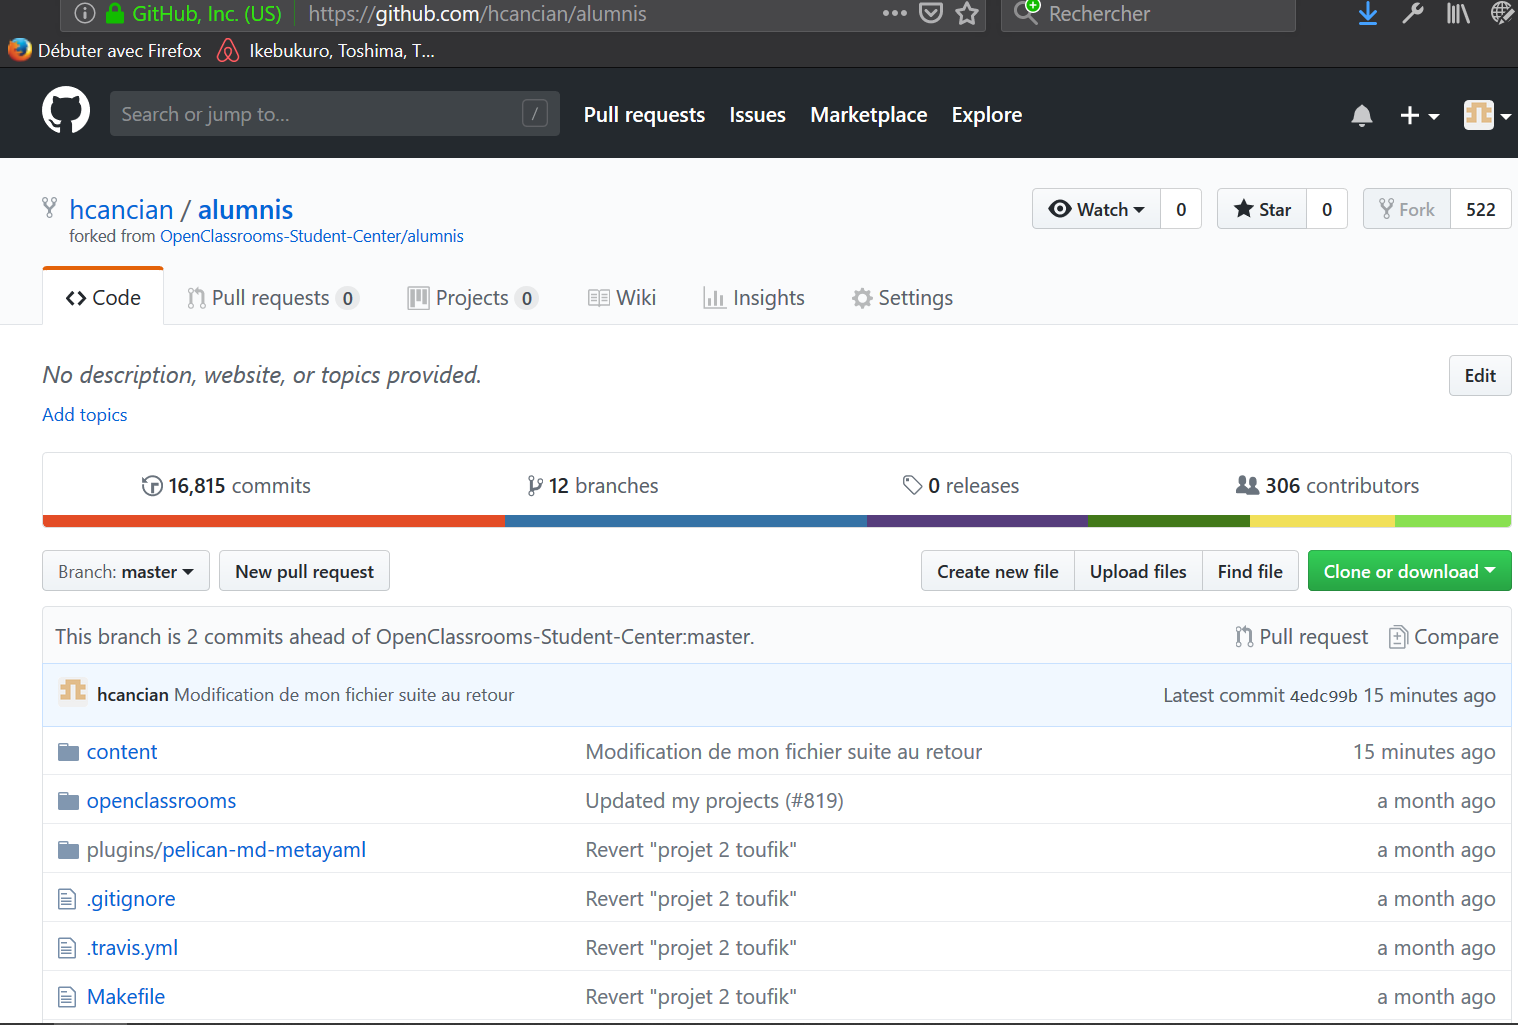 GitHub, Inc. (US) https://github.com/hcancian/alumnis Rechercher
Débuter avec Firefox Ikebukuro, Toshima, T...
Search or jump to... / Pull requests Issues Marketplace Explore
hcancian / alumnis Watch 0 Star 0 Fork 522
forked from OpenClassrooms-Student-Center/alumnis
Code Pull requests 0 Projects 0 Wiki Insights Settings
No description, website, or topics provided. Edit
Add topics
16,815 commits 12 branches 0 releases 306 contributors
Branch: master New pull request Create new file Upload files Find file Clone or download
This branch is 2 commits ahead of OpenClassrooms-Student-Center:master. Pull request Compare
hcancian Modification de mon fichier suite au retour Latest commit 4edc99b 15 minutes ago
content Modification de mon fichier suite au retour 15 minutes ago
openclassrooms Updated my projects (#819) a month ago
plugins/pelican-md-metayaml Revert "projet 2 toufik" a month ago
.gitignore Revert "projet 2 toufik" a month ago
.travis.yml Revert "projet 2 toufik" a month ago
Makefile Revert "projet 2 toufik" a month ago